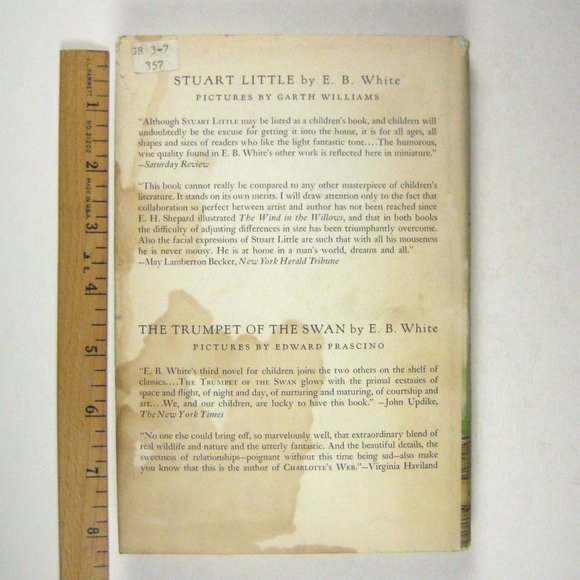 GR 3-7
357
STUART LITTLE by E. B. White
PICTURES BY GARTH WILLIAMS
"Although STUART LITTLE may be listed as a children's book, and children will
undoubtedly be the excuse for getting it into the house, it is for all ages, all
shapes and sizes of readers who like the light fantastic tone....The humorous,
wise quality found in E. B. White's other work is reflected here in miniature."
—Saturday Review
"This book cannot really be compared to any other masterpiece of children's
literature. It stands on its own merits. I will draw attention only to the fact that
collaboration so perfect between artist and author has not been reached since
E. H. Shepard illustrated The Wind in the Willows, and that in both books
the difficulty of adjusting differences in size has been triumphantly overcome.
Also the facial expressions of Stuart Little are such that with all his mouseness
he is never mousy. He is at home in a man's world, dreams and all."
—May Lamberton Becker, New York Herald Tribune
THE TRUMPET OF THE SWAN by E. B. White
PICTURES BY EDWARD FRASCINO
"E. B. White's third novel for children joins the two others on the shelf of
classics....THE TRUMPET OF THE SWAN glows with the primal ecstasies of
space and flight, of night and day, of nurturing and maturing, of courtship and
art....We, and our children, are lucky to have this book." —John Updike,
The New York Times
"No one else could bring off, so marvelously well, that extraordinary blend of
real wildlife and nature and the utterly fantastic. And the beautiful details, the
sweetness of relationships—poignant without this time being sad—also make
you know that this is the author of CHARLOTTE'S WEB."—Virginia Haviland
J.L. HAMMETT
NO. 21202
MADE IN U.S.A.
1
2
3
4
5
6
7
8